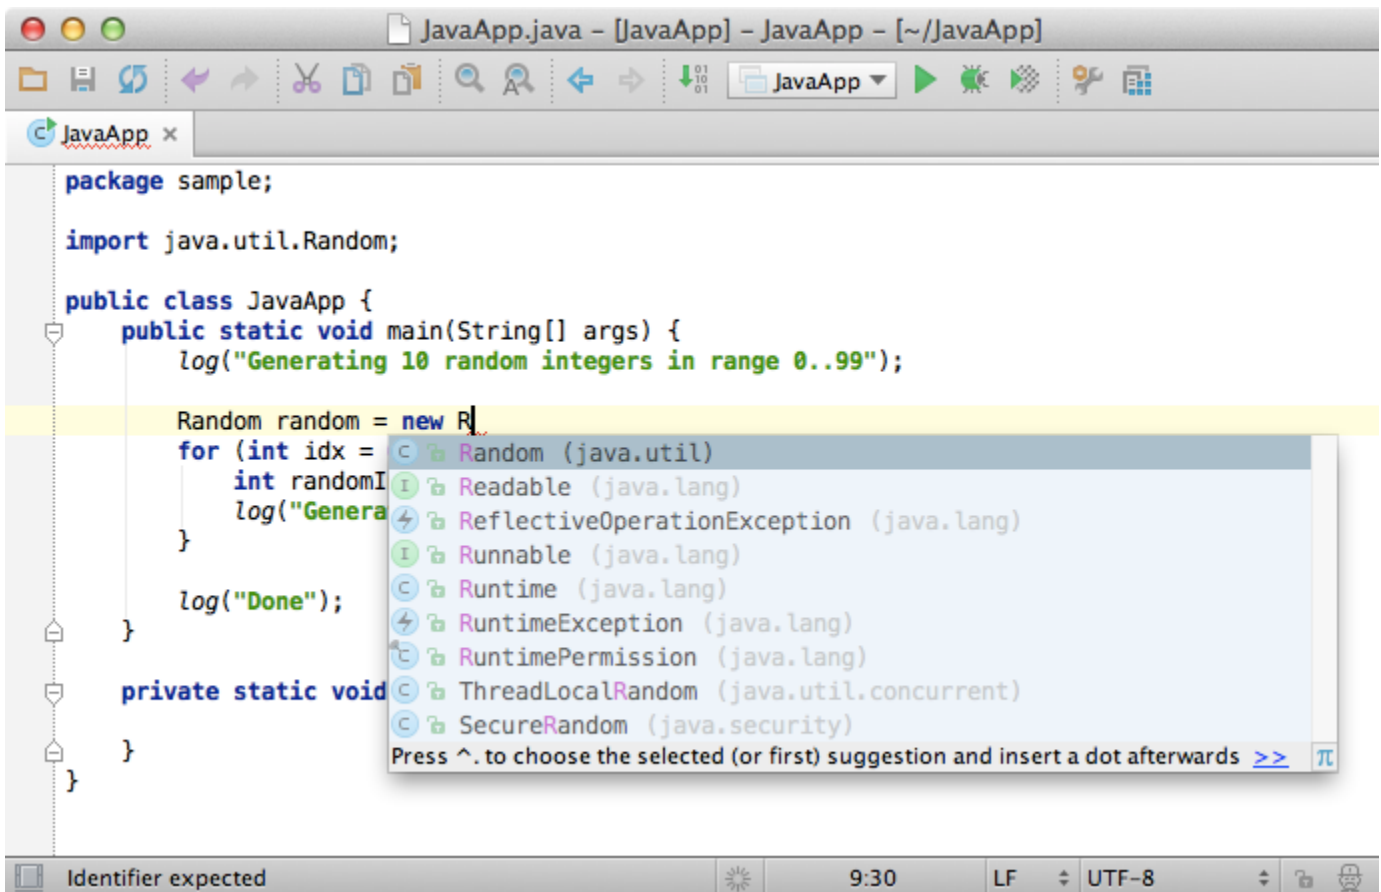 JavaApp.java – [JavaApp] – JavaApp – [~/JavaApp]
JavaApp
JavaApp
package sample;
import java.util.Random;
public class JavaApp {
public static void main(String[] args) {
log("Generating 10 random integers in range 0..99");
Random random = new R
for (int idx =
int randomI
log("Genera
}
log("Done");
}
private static void
}
}
C Random (java.util)
I Readable (java.lang)
ReflectiveOperationException (java.lang)
I Runnable (java.lang)
C Runtime (java.lang)
RuntimeException (java.lang)
C RuntimePermission (java.lang)
C ThreadLocalRandom (java.util.concurrent)
C SecureRandom (java.security)
Press ^. to choose the selected (or first) suggestion and insert a dot afterwards >> π
Identifier expected 9:30 LF UTF-8